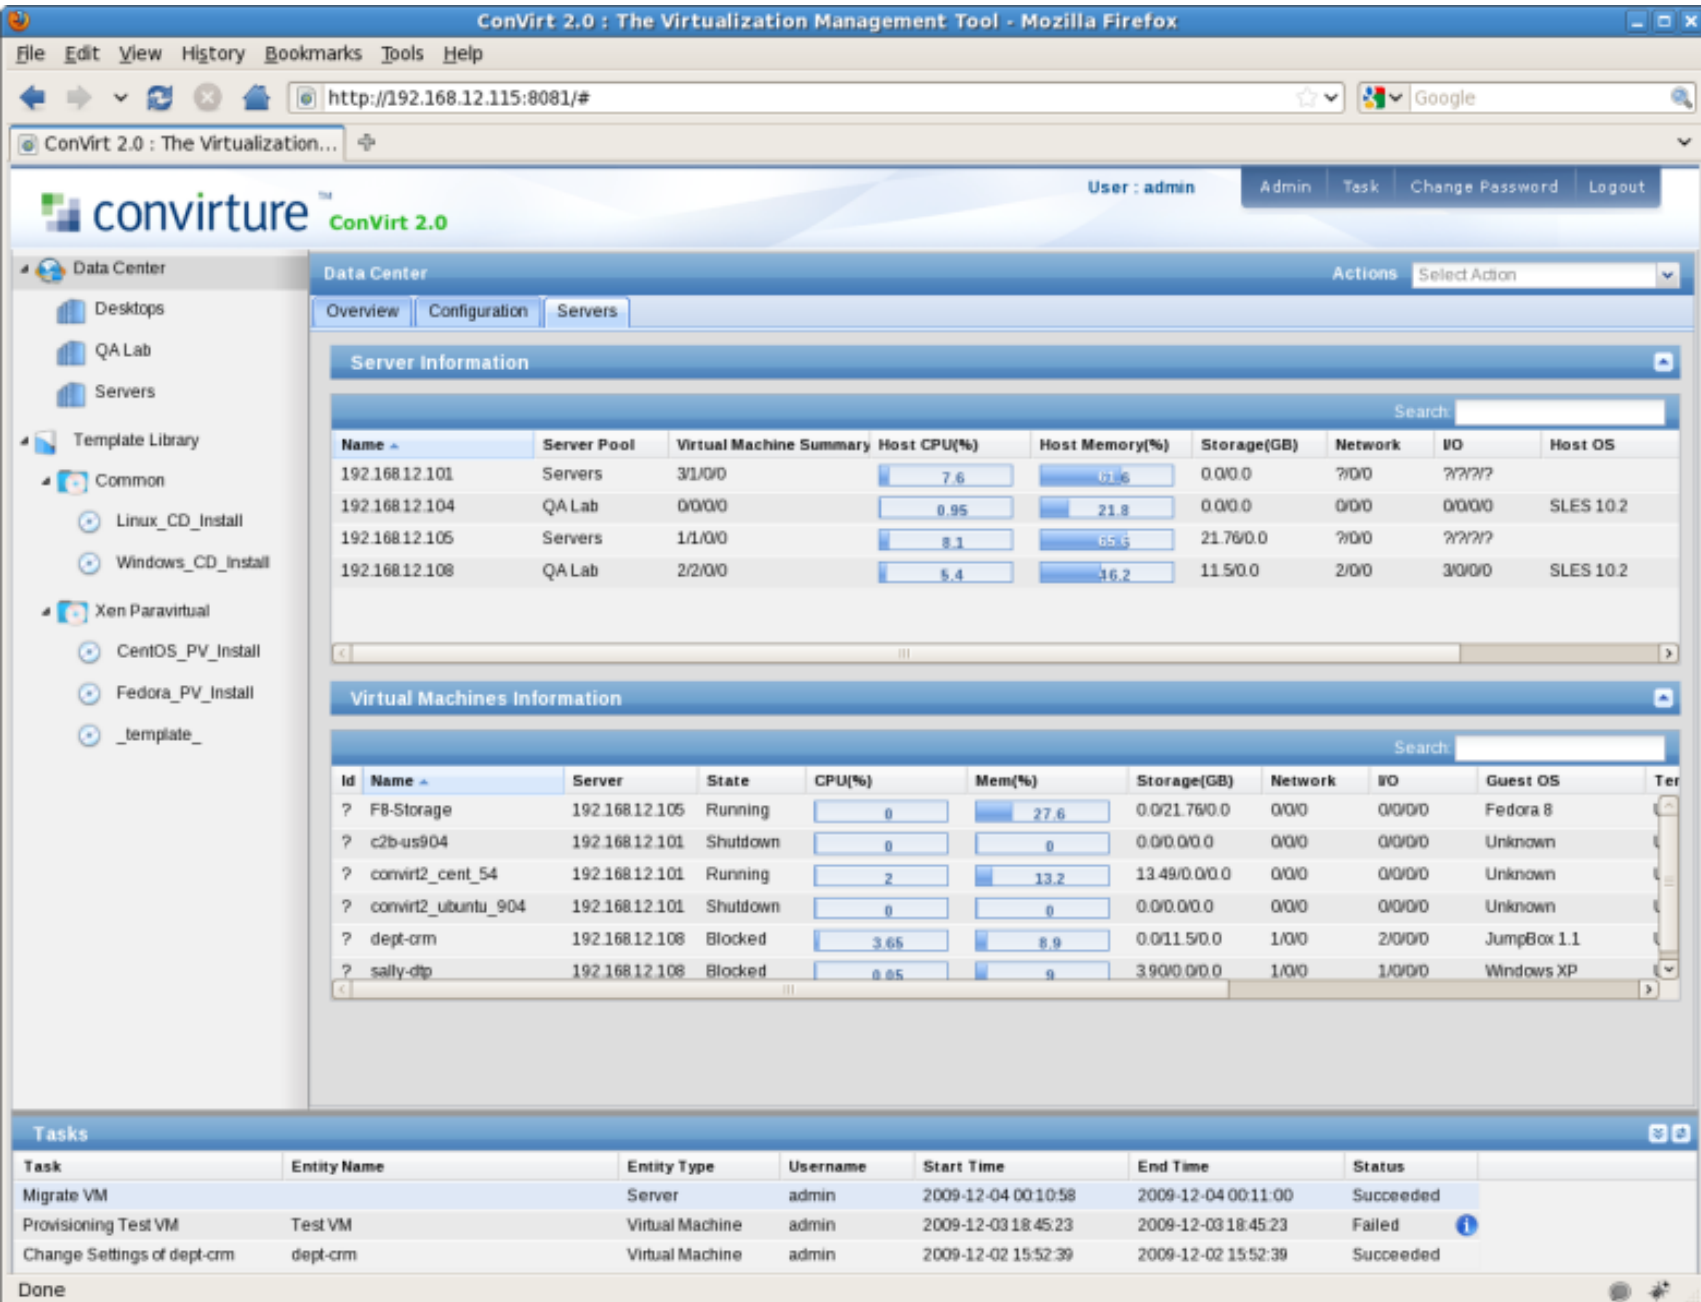 ConVirt 2.0 : The Virtualization Management Tool - Mozilla Firefox
File Edit View History Bookmarks Tools Help
http://192.168.12.115:8081/# Google
ConVirt 2.0 : The Virtualization...
convirture™ ConVirt 2.0
User : admin Admin Task Change Password Logout
Data Center
Desktops
QA Lab
Servers
Template Library
Common
Linux_CD_Install
Windows_CD_Install
Xen Paravirtual
CentOS_PV_Install
Fedora_PV_Install
_template_
Data Center Actions Select Action
Overview Configuration Servers
Server Information
Search:
Name Server Pool Virtual Machine Summary Host CPU(%) Host Memory(%) Storage(GB) Network I/O Host OS
192.168.12.101 Servers 3/1/0/0 7.6 61.6 0.0/0.0 ?/0/0 ?/?/?/?
192.168.12.104 QA Lab 0/0/0/0 0.95 21.8 0.0/0.0 0/0/0 0/0/0/0 SLES 10.2
192.168.12.105 Servers 1/1/0/0 8.1 65.6 21.76/0.0 ?/0/0 ?/?/?/?
192.168.12.108 QA Lab 2/2/0/0 5.4 46.2 11.5/0.0 2/0/0 3/0/0/0 SLES 10.2
Virtual Machines Information
Search:
Id Name Server State CPU(%) Mem(%) Storage(GB) Network I/O Guest OS
? F8-Storage 192.168.12.105 Running 0 27.6 0.0/21.76/0.0 0/0/0 0/0/0/0 Fedora 8
? c2b-us904 192.168.12.101 Shutdown 0 0 0.0/0.0/0.0 0/0/0 0/0/0/0 Unknown
? convirt2_cent_54 192.168.12.101 Running 2 13.2 13.49/0.0/0.0 0/0/0 0/0/0/0 Unknown
? convirt2_ubuntu_904 192.168.12.101 Shutdown 0 0 0.0/0.0/0.0 0/0/0 0/0/0/0 Unknown
? dept-crm 192.168.12.108 Blocked 3.65 8.9 0.0/11.5/0.0 1/0/0 2/0/0/0 JumpBox 1.1
? sally-dtp 192.168.12.108 Blocked 0.05 9 3.90/0.0/0.0 1/0/0 1/0/0/0 Windows XP
Tasks
Task Entity Name Entity Type Username Start Time End Time Status
Migrate VM Server admin 2009-12-04 00:10:58 2009-12-04 00:11:00 Succeeded
Provisioning Test VM Test VM Virtual Machine admin 2009-12-03 18:45:23 2009-12-03 18:45:23 Failed
Change Settings of dept-crm dept-crm Virtual Machine admin 2009-12-02 15:52:39 2009-12-02 15:52:39 Succeeded
Done